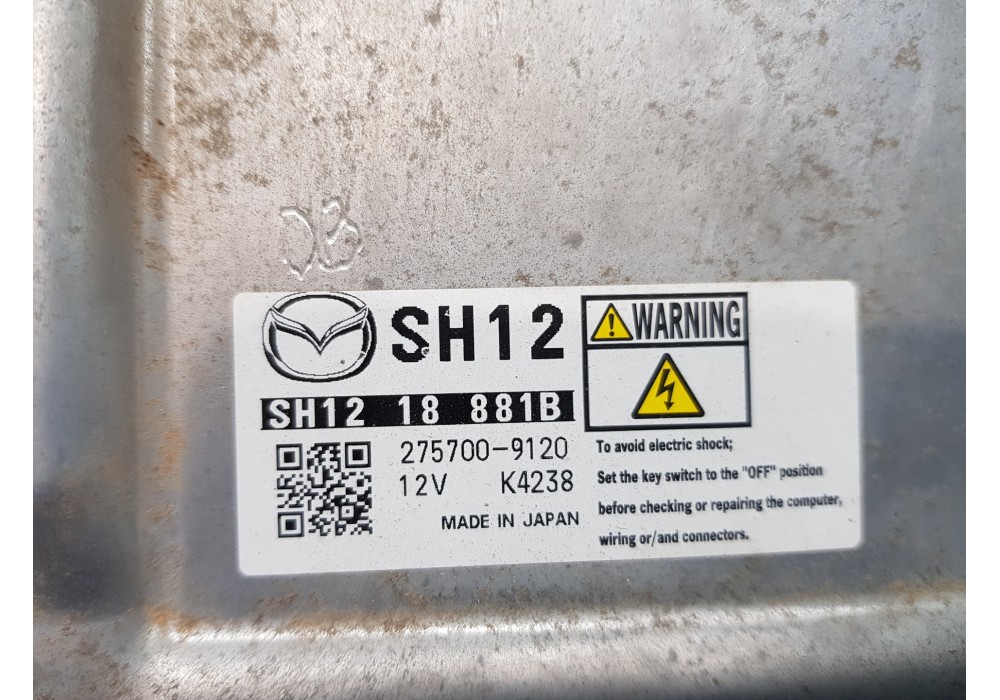 SH12
SH12 18 881B
275700-9120
12V K4238
MADE IN JAPAN
WARNING
To avoid electric shock;
Set the key switch to the "OFF" position
before checking or repairing the computer,
wiring or/and connectors.